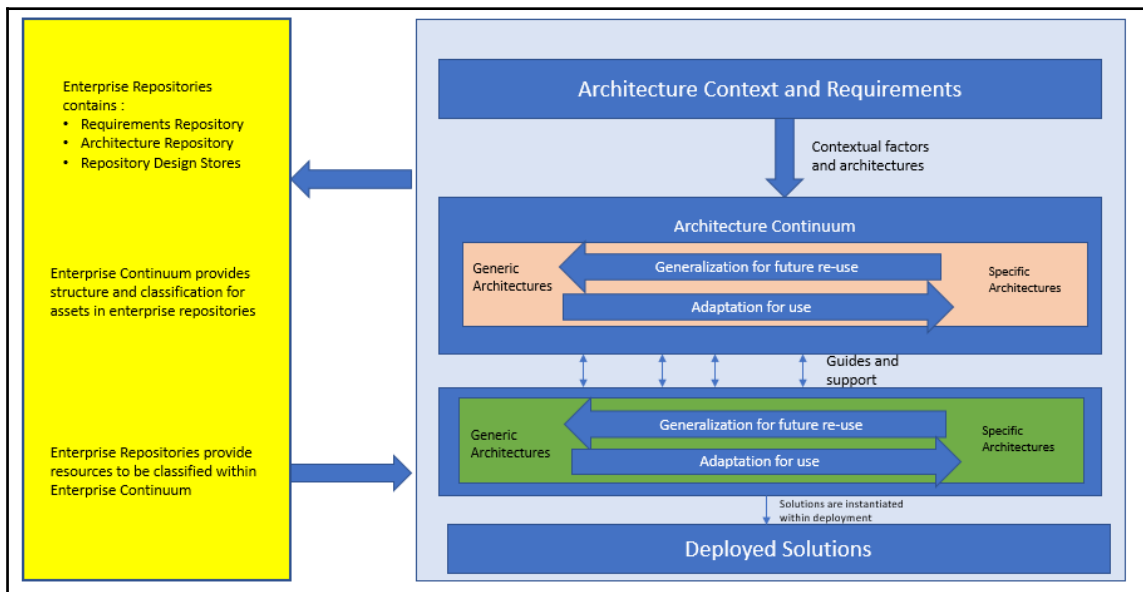 Enterprise Repositories
contains :
• Requirements Repository
• Architecture Repository
• Repository Design Stores
Enterprise Continuum provides
structure and classification for
assets in enterprise repositories
Enterprise Repositories provide
resources to be classified within
Enterprise Continuum
Architecture Context and Requirements
Contextual factors
and architectures
Architecture Continuum
Generic
Architectures
Generalization for future re-use
Adaptation for use
Specific
Architectures
Guides and
support
Generic
Architectures
Generalization for future re-use
Adaptation for use
Specific
Architectures
Solutions are instantiated
within deployment
Deployed Solutions